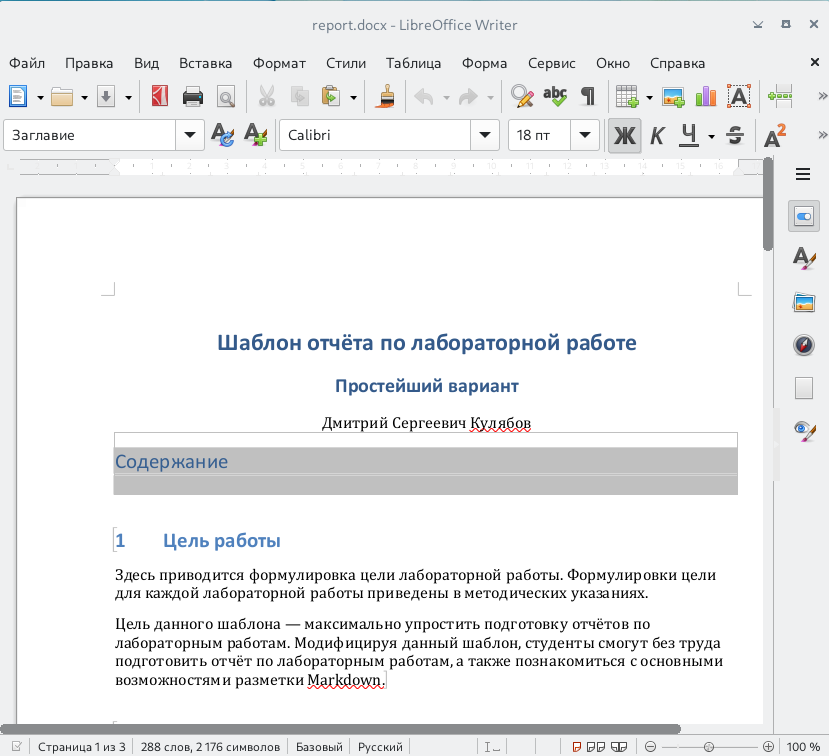 report.docx - LibreOffice Writer
Файл Правка Вид Вставка Формат Стили Таблица Форма Сервис Окно Справка
abc
Заглавие Calibri 18 пт Ж К Ч S A2
Шаблон отчёта по лабораторной работе
Простейший вариант
Дмитрий Сергеевич Кулябов
Содержание
1 Цель работы
Здесь приводится формулировка цели лабораторной работы. Формулировки цели
для каждой лабораторной работы приведены в методических указаниях.
Цель данного шаблона — максимально упростить подготовку отчётов по
лабораторным работам. Модифицируя данный шаблон, студенты смогут без труда
подготовить отчёт по лабораторным работам, а также познакомиться с основными
возможностями разметки Markdown.
Страница 1 из 3 288 слов, 2 176 символов Базовый Русский 100 %